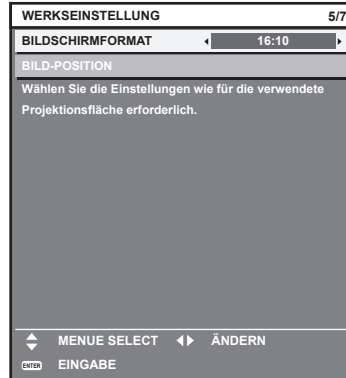 WERKSEINSTELLUNG 5/7
BILDSCHIRMFORMAT 16:10
BILD-POSITION
Wählen Sie die Einstellungen wie für die verwendete
Projektionsfläche erforderlich.
MENUE SELECT ÄNDERN
ENTER EINGABE